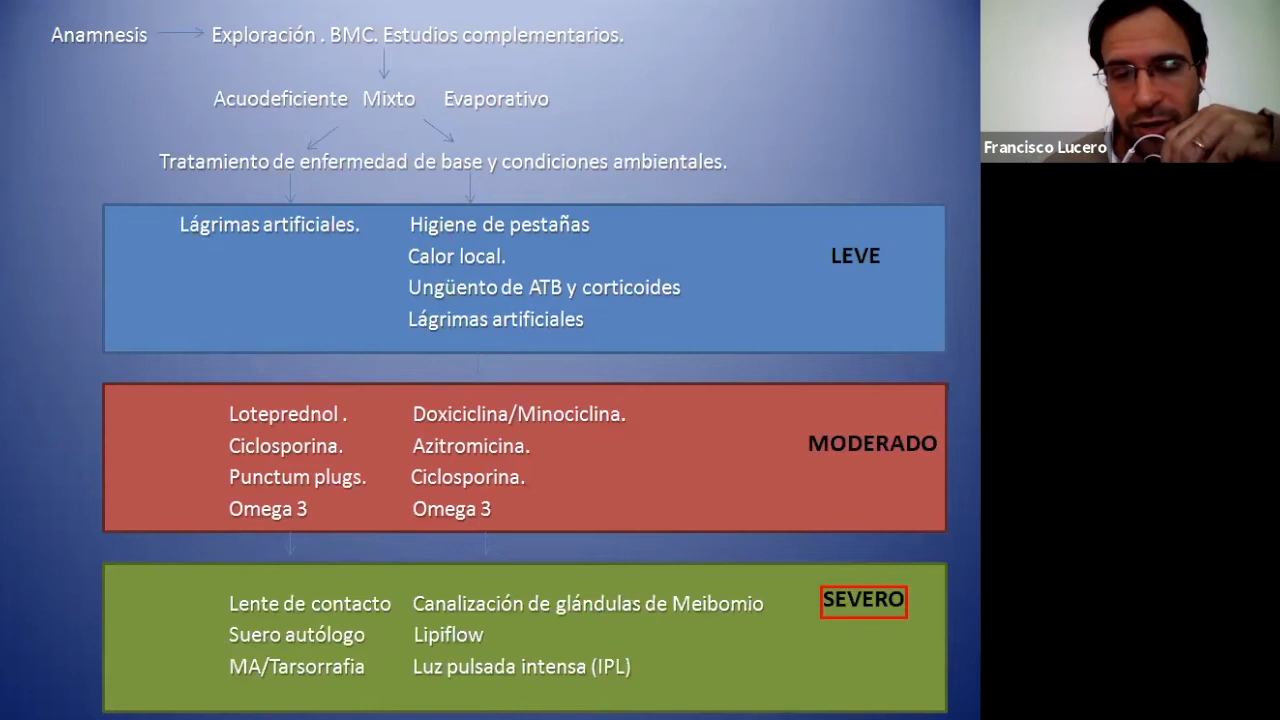 Anamnesis Exploración . BMC. Estudios complementarios.
Acuodeficiente Mixto Evaporativo
Tratamiento de enfermedad de base y condiciones ambientales.
Lágrimas artificiales. Higiene de pestañas
Calor local.
LEVE
Ungüento de ATB y corticoides
Lágrimas artificiales
Loteprednol . Doxiciclina/Minociclina.
Ciclosporina. Azitromicina.
MODERADO
Punctum plugs. Ciclosporina.
Omega 3 Omega 3
Lente de contacto Canalización de glándulas de Meibomio
SEVERO
Suero autólogo Lipiflow
MA/Tarsorrafia Luz pulsada intensa (IPL)
Francisco Lucero